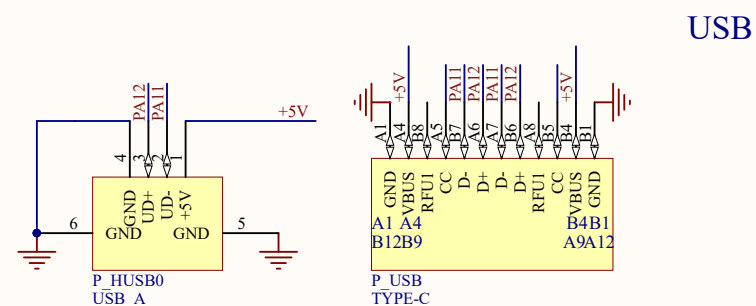 USB
PA12
PA11
+5V
4
3
2
1
GND
UD+
UD-
+5V
6
GND
GND
5
P_HUSB0
USB_A
+5V
PA11
PA12
PA11
PA12
+5V
A1
A4
B8
A5
B7
A6
A7
B6
A8
B5
B4
B1
GND
VBUS
RFU1
CC
D-
D+
D-
D+
RFU1
CC
VBUS
GND
A1 A4
B4B1
B12B9
A9A12
P_USB
TYPE-C